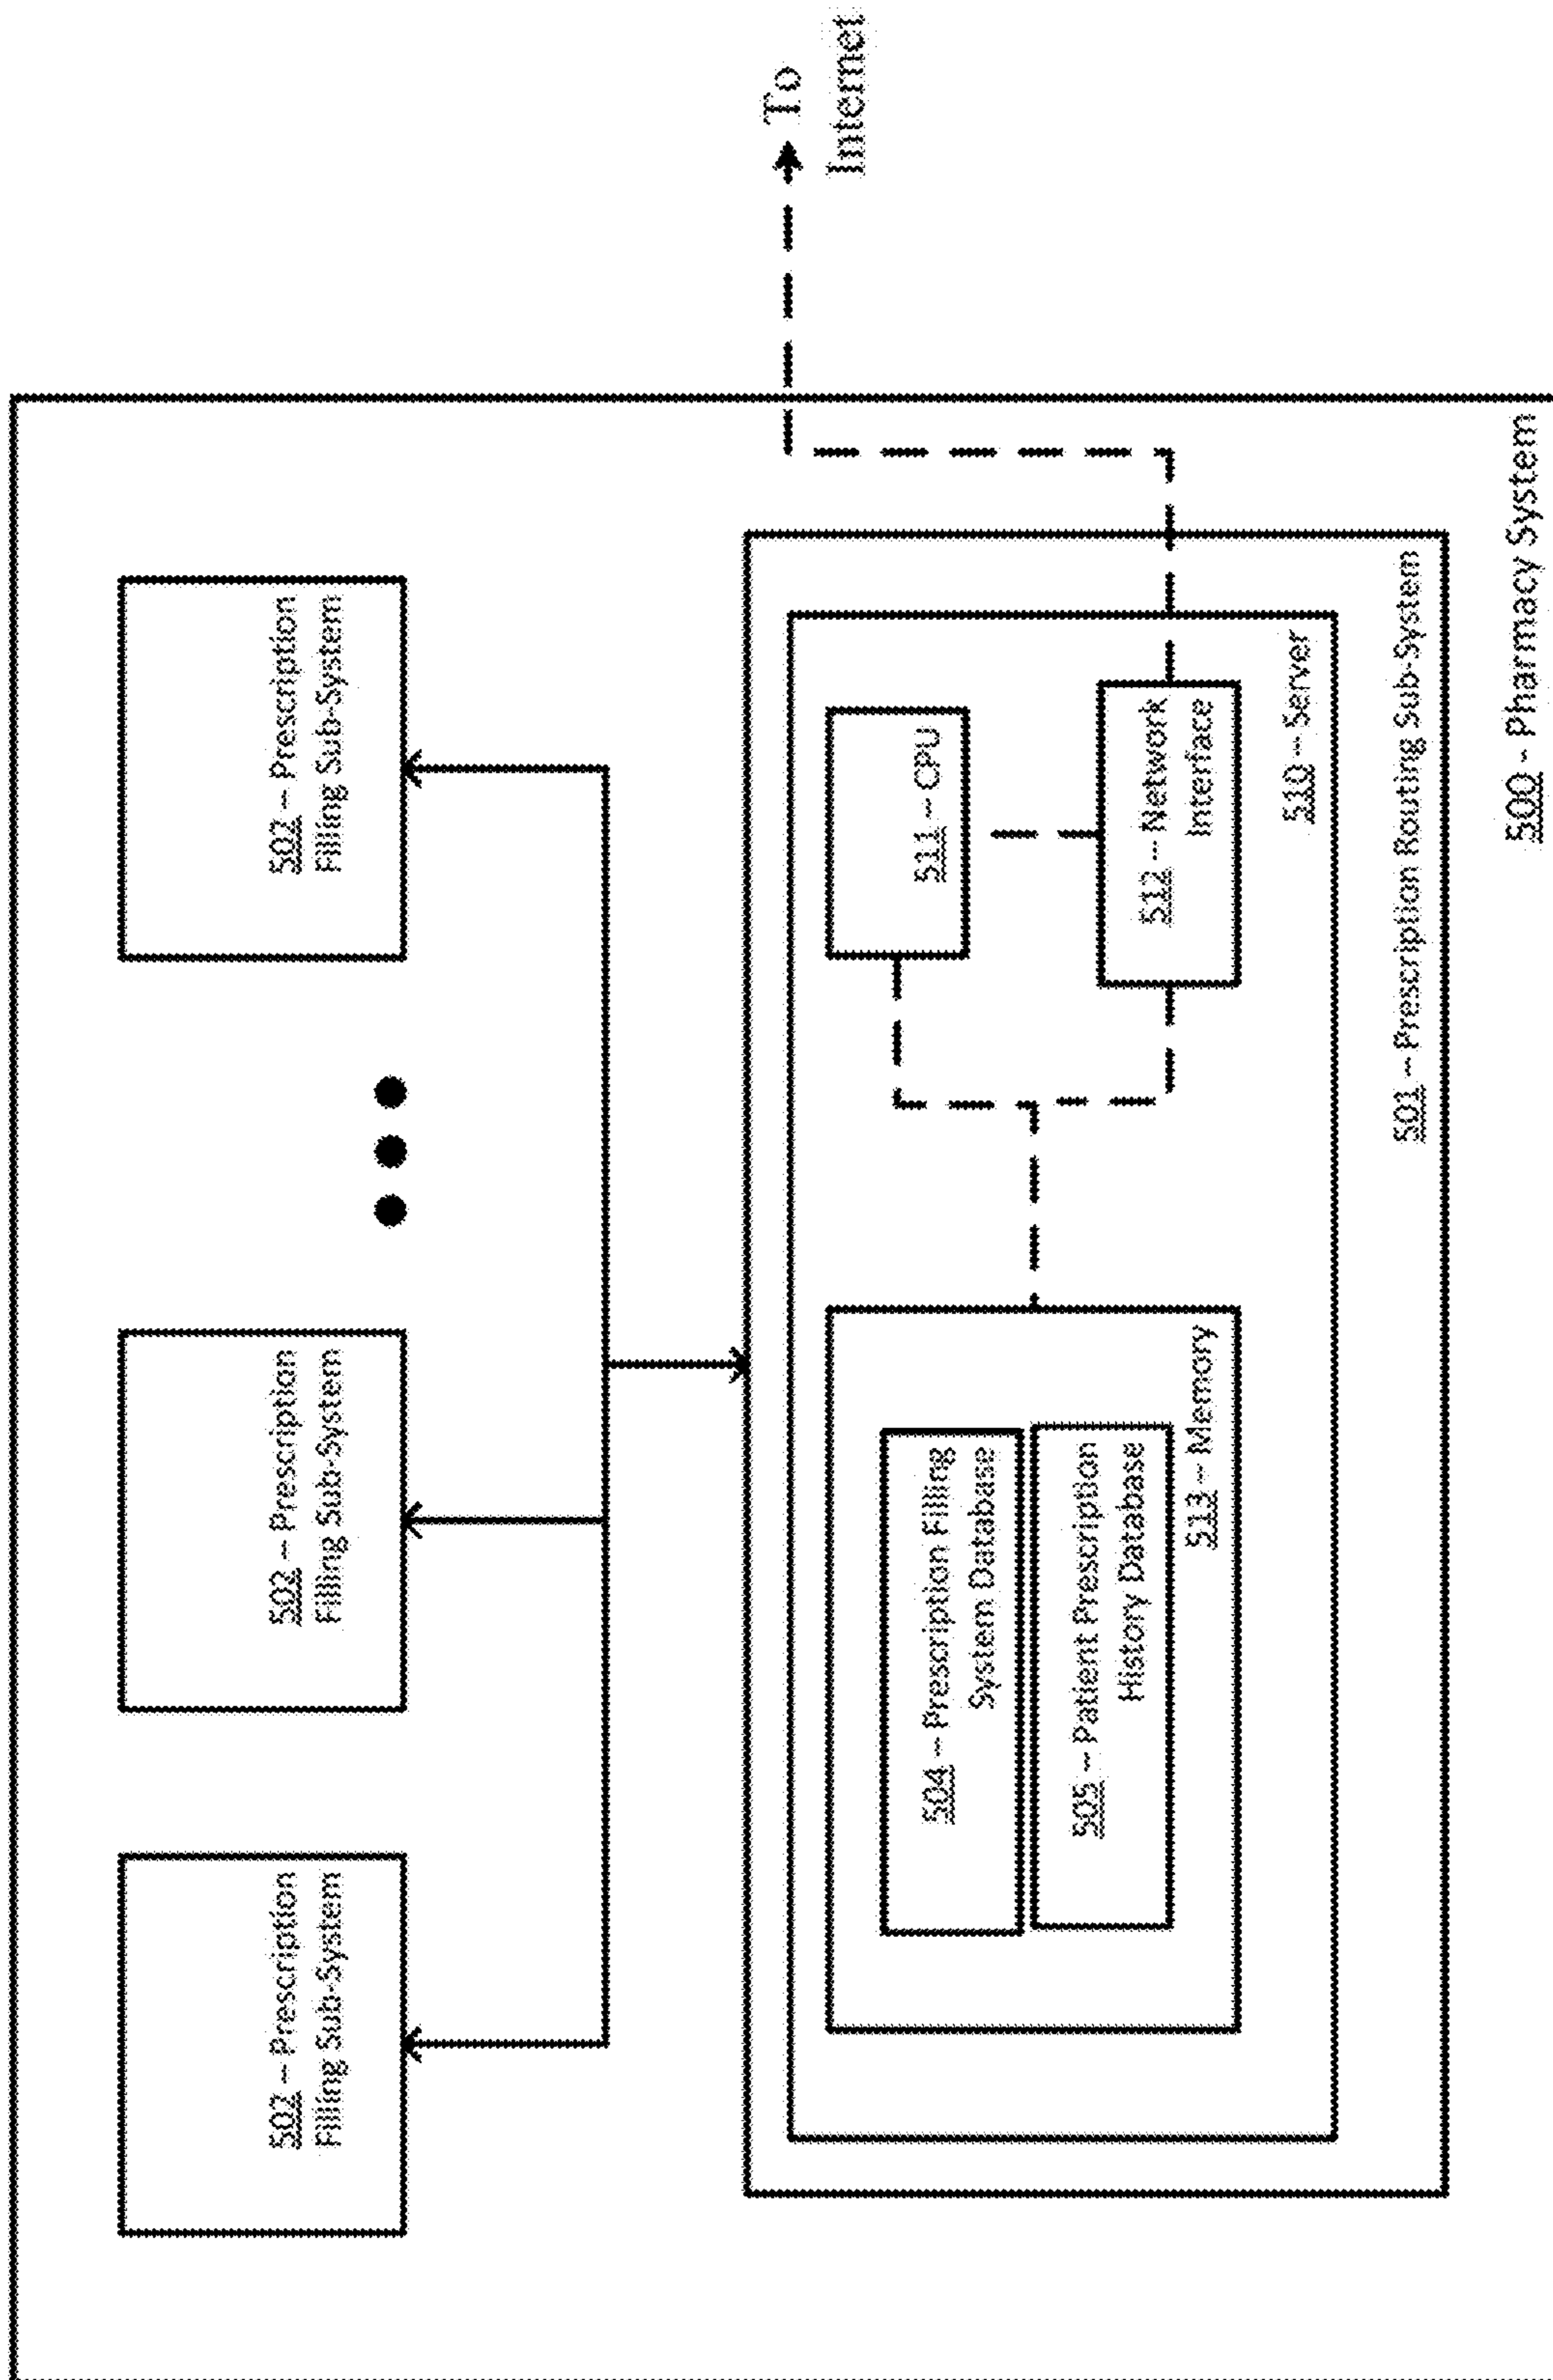 502 – Prescription
Filling Sub-System
502 – Prescription
Filling Sub-System
502 – Prescription
Filling Sub-System
To
Internet
504 – Prescription Filling
System Database
505 – Patient Prescription
History Database
513 – Memory
511 – CPU
512 – Network
Interface
510 – Server
501 – Prescription Routing Sub-System
500 - Pharmacy System